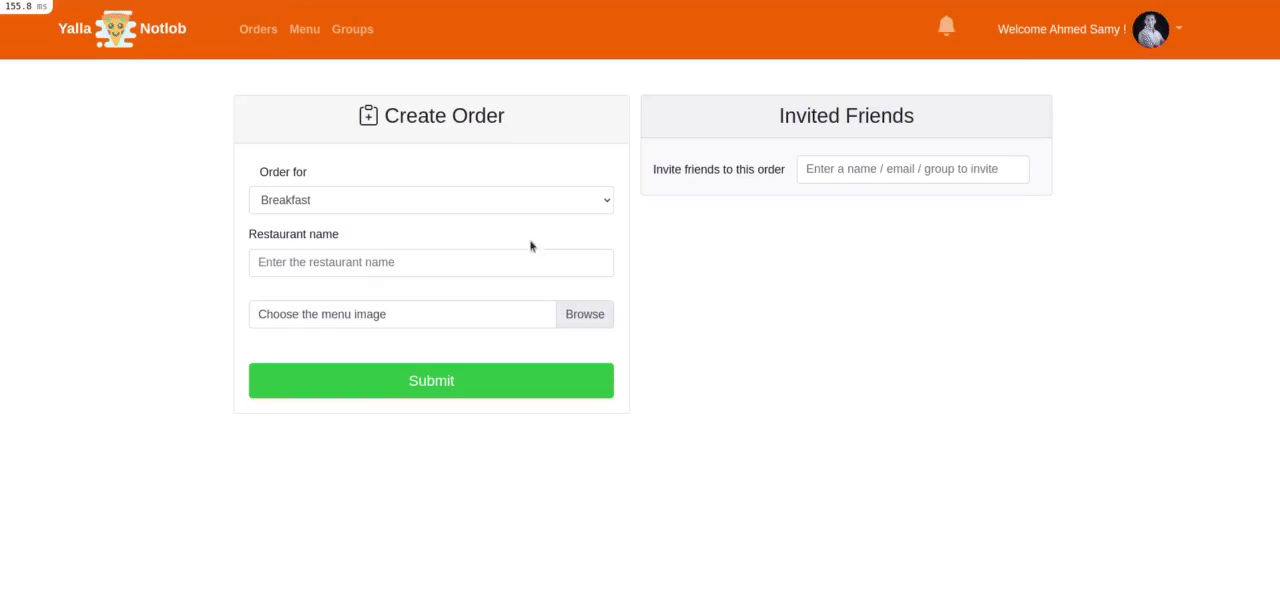 155.8 ms
Yalla Notlob
Orders Menu Groups
Welcome Ahmed Samy !
Create Order
Order for
Breakfast
Restaurant name
Enter the restaurant name
Choose the menu image Browse
Submit
Invited Friends
Invite friends to this order Enter a name / email / group to invite